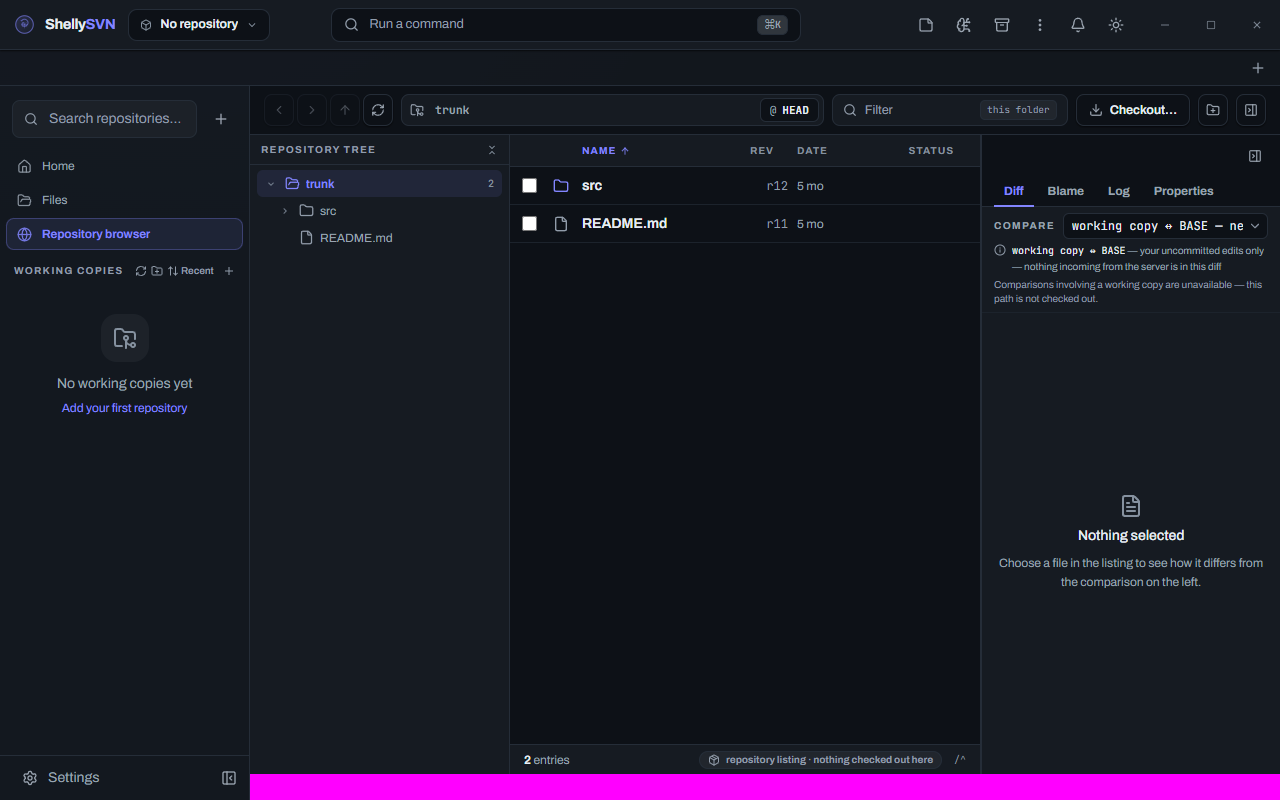 ShellySVN
No repository
Run a command
⌘K
Search repositories...
trunk
@ HEAD
Filter
this folder
Checkout...
Home
Files
Repository browser
WORKING COPIES
Recent
No working copies yet
Add your first repository
Settings
REPOSITORY TREE
trunk
2
src
README.md
NAME
REV
DATE
STATUS
src
r12
5 mo
README.md
r11
5 mo
2 entries
repository listing · nothing checked out here
/^
Diff
Blame
Log
Properties
COMPARE
working copy ↔ BASE — ne
working copy ↔ BASE — your uncommitted edits only
— nothing incoming from the server is in this diff
Comparisons involving a working copy are unavailable — this
path is not checked out.
Nothing selected
Choose a file in the listing to see how it differs from
the comparison on the left.